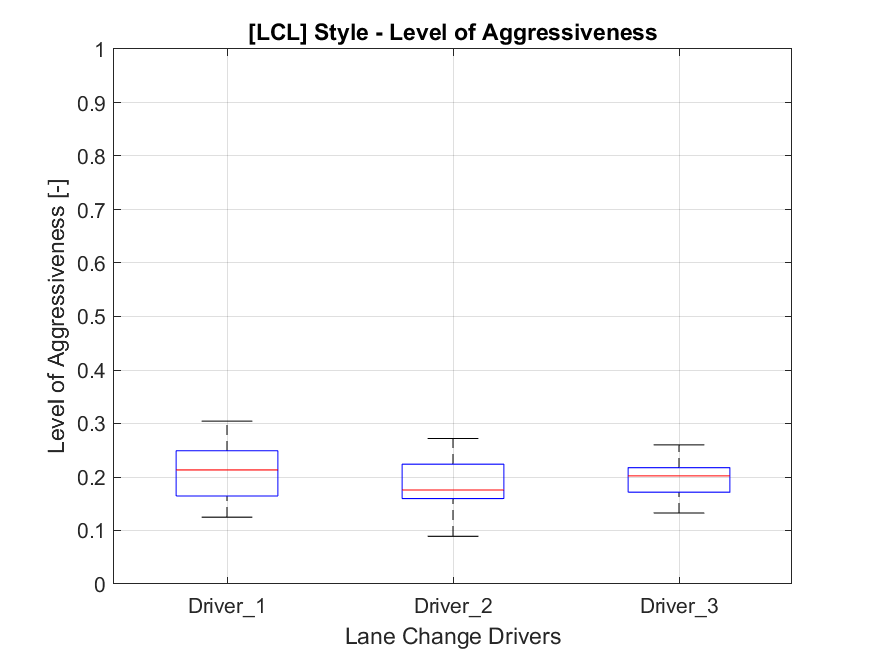 [LCL] Style - Level of Aggressiveness
Level of Aggressiveness [-]
1
0.9
0.8
0.7
0.6
0.5
0.4
0.3
0.2
0.1
0
Driver_1 Driver_2 Driver_3
Lane Change Drivers